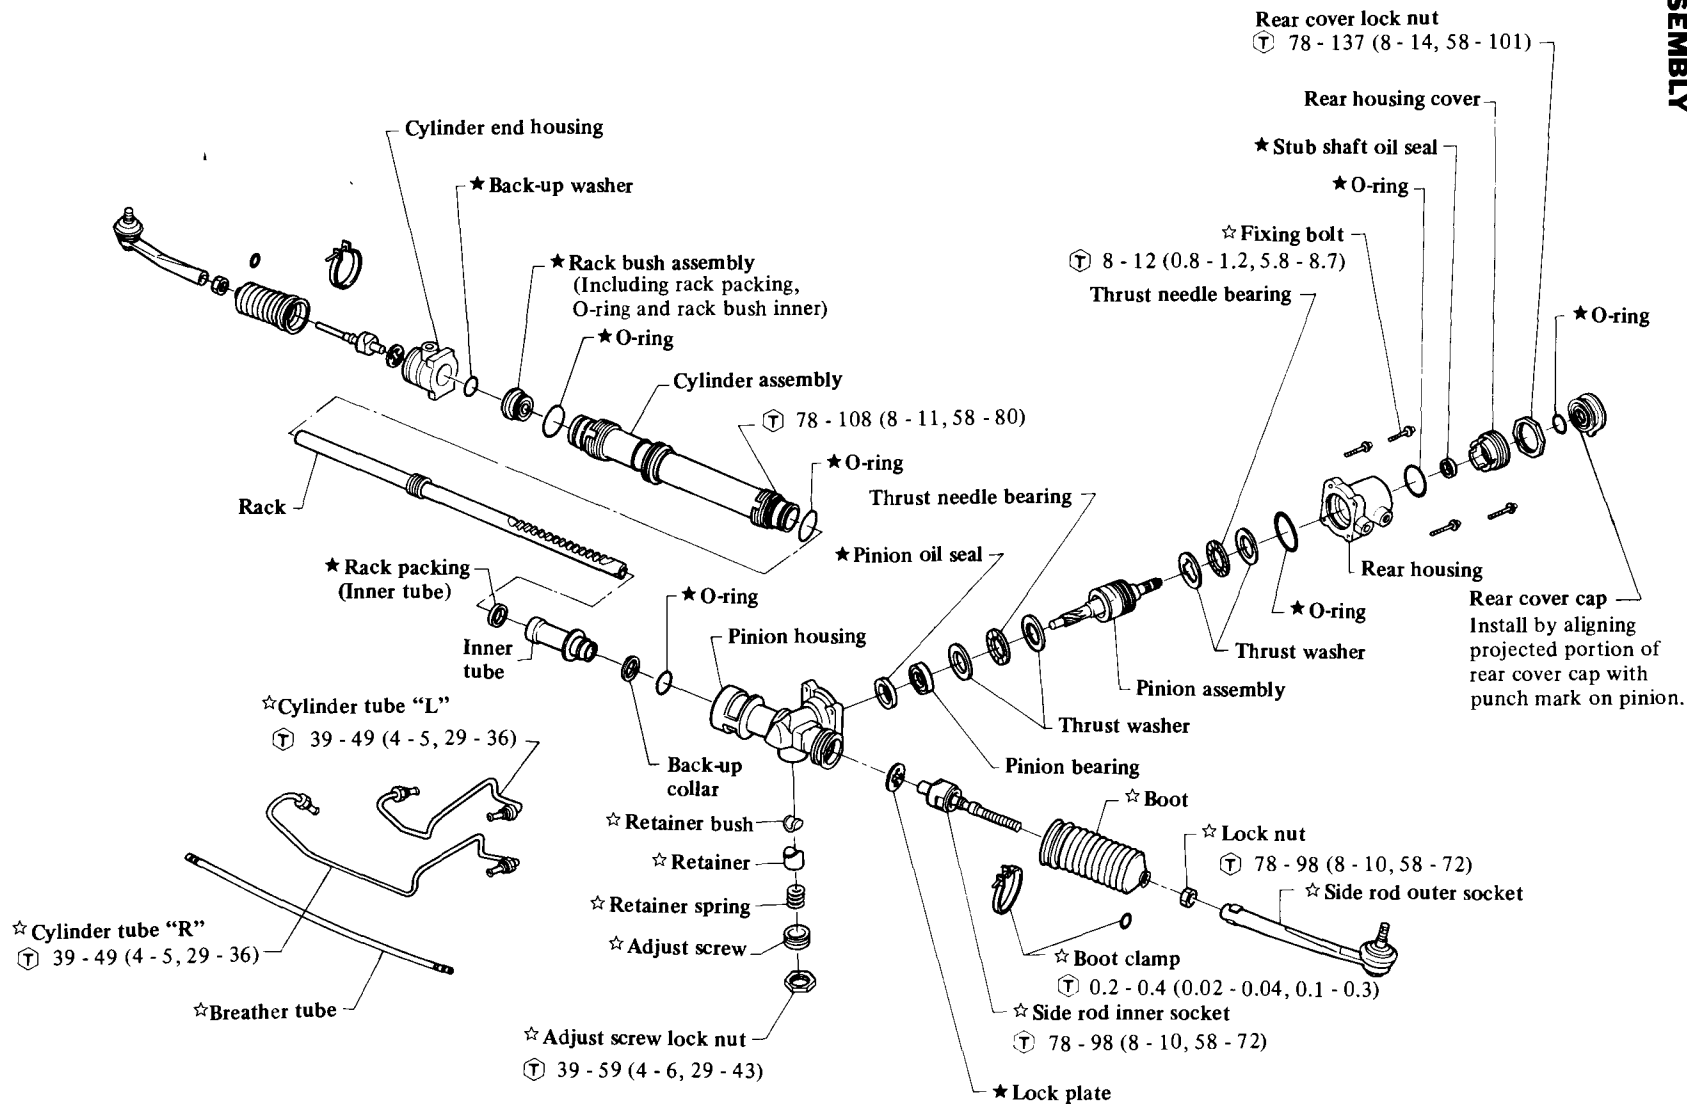 SEMBLY
Rear cover lock nut
Ⓣ 78 - 137 (8 - 14, 58 - 101)
Rear housing cover
★ Stub shaft oil seal
★ O-ring
☆ Fixing bolt
Ⓣ 8 - 12 (0.8 - 1.2, 5.8 - 8.7)
Thrust needle bearing
★ O-ring
Cylinder end housing
★ Back-up washer
★ Rack bush assembly
(Including rack packing,
O-ring and rack bush inner)
★ O-ring
Cylinder assembly
Ⓣ 78 - 108 (8 - 11, 58 - 80)
★ O-ring
Thrust needle bearing
★ Pinion oil seal
Rack
★ Rack packing
(Inner tube)
Inner
tube
★ O-ring
Pinion housing
Rear housing
★ O-ring
Thrust washer
Pinion assembly
Thrust washer
Pinion bearing
Rear cover cap
Install by aligning
projected portion of
rear cover cap with
punch mark on pinion.
☆ Cylinder tube “L”
Ⓣ 39 - 49 (4 - 5, 29 - 36)
Back-up
collar
☆ Retainer bush
☆ Retainer
☆ Retainer spring
☆ Adjust screw
☆ Cylinder tube “R”
Ⓣ 39 - 49 (4 - 5, 29 - 36)
☆ Breather tube
☆ Adjust screw lock nut
Ⓣ 39 - 59 (4 - 6, 29 - 43)
☆ Boot
☆ Lock nut
Ⓣ 78 - 98 (8 - 10, 58 - 72)
☆ Side rod outer socket
☆ Boot clamp
Ⓣ 0.2 - 0.4 (0.02 - 0.04, 0.1 - 0.3)
☆ Side rod inner socket
Ⓣ 78 - 98 (8 - 10, 58 - 72)
★ Lock plate